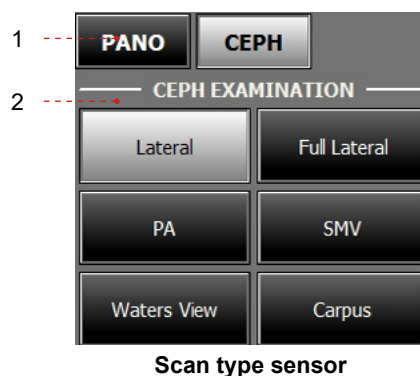 1 PANO CEPH
2 CEPH EXAMINATION
Lateral Full Lateral
PA SMV
Waters View Carpus
Scan type sensor